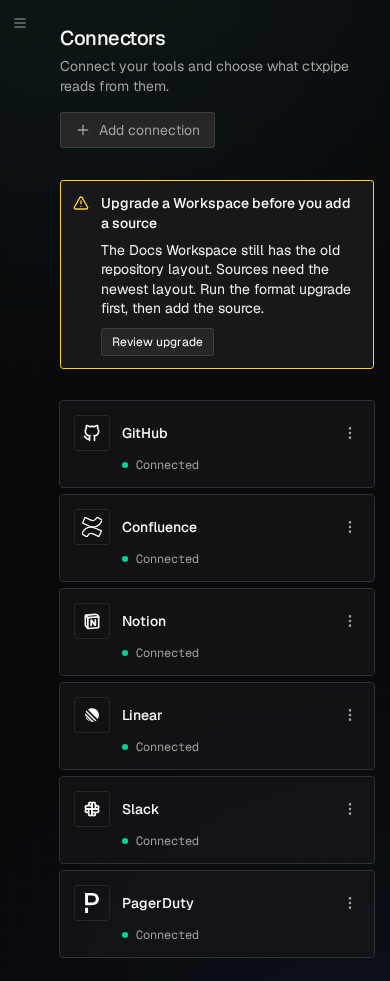 Connectors
Connect your tools and choose what ctxpipe
reads from them.
Add connection
Upgrade a Workspace before you add
a source
The Docs Workspace still has the old
repository layout. Sources need the
newest layout. Run the format upgrade
first, then add the source.
Review upgrade
GitHub
Connected
Confluence
Connected
Notion
Connected
Linear
Connected
Slack
Connected
PagerDuty
Connected